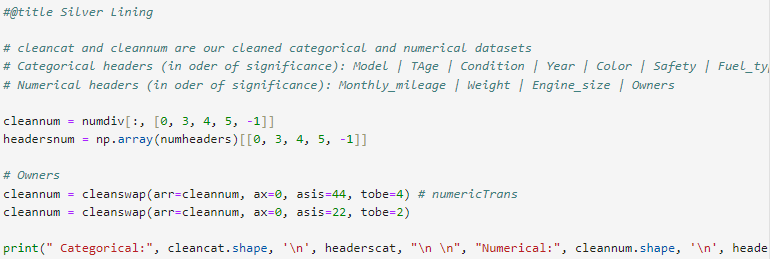 #@title Silver Lining
# cleancat and cleannum are our cleaned categorical and numerical datasets
# Categorical headers (in oder of significance): Model | TAge | Condition | Year | Color | Safety | Fuel_ty
# Numerical headers (in oder of significance): Monthly_mileage | Weight | Engine_size | Owners
cleannum = numdiv[:, [0, 3, 4, 5, -1]]
headersnum = np.array(numheaders)[[0, 3, 4, 5, -1]]
# Owners
cleannum = cleanswap(arr=cleannum, ax=0, asis=44, tobe=4) # numericTrans
cleannum = cleanswap(arr=cleannum, ax=0, asis=22, tobe=2)
print(" Categorical:", cleancat.shape, '\n', headerscat, "\n \n", "Numerical:", cleannum.shape, '\n', heade